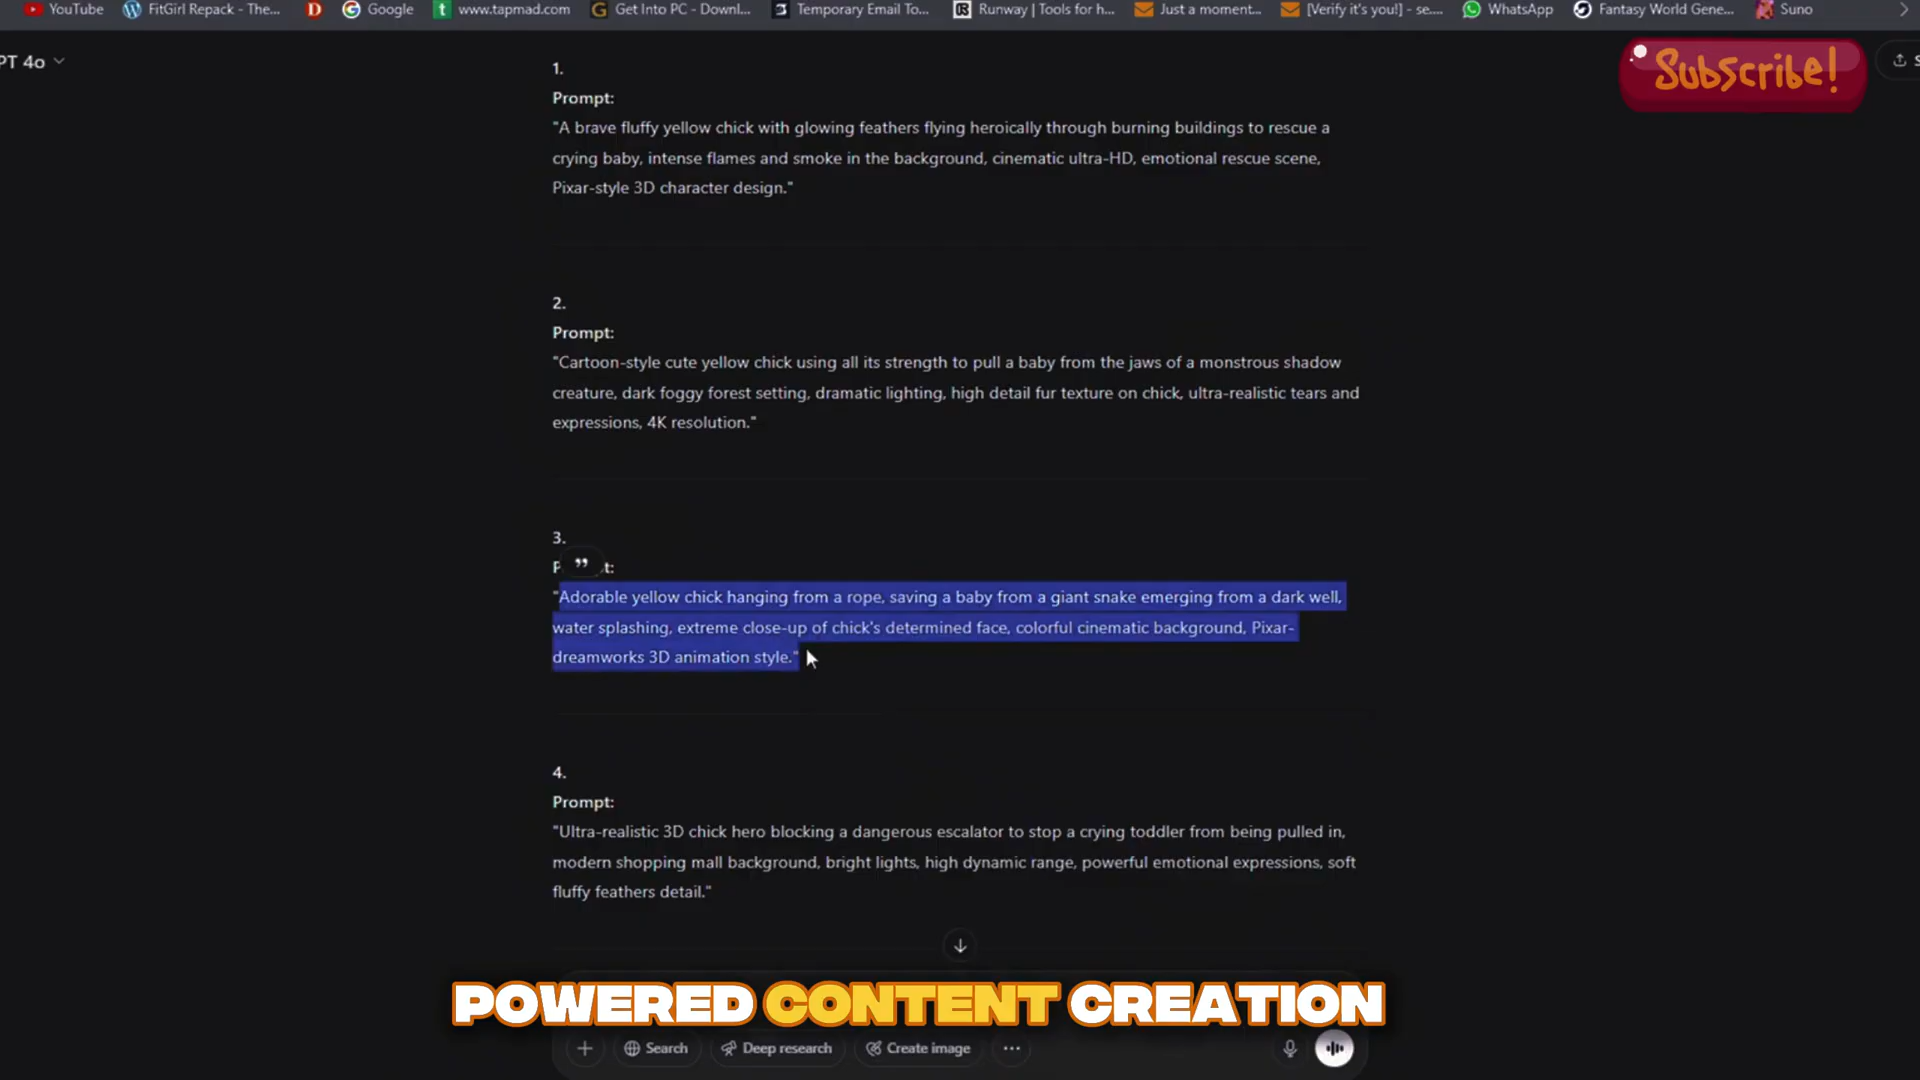 YouTube FitGirl Repack - The... Google www.tapmad.com Get Into PC - Downl... Temporary Email To... Runway | Tools for h... Just a moment... [Verify it's you!] - se.... WhatsApp Fantasy World Gene... Suno
PT 4o
Subscribe!
1.
Prompt:
"A brave fluffy yellow chick with glowing feathers flying heroically through burning buildings to rescue a
crying baby, intense flames and smoke in the background, cinematic ultra-HD, emotional rescue scene,
Pixar-style 3D character design."
2.
Prompt:
"Cartoon-style cute yellow chick using all its strength to pull a baby from the jaws of a monstrous shadow
creature, dark foggy forest setting, dramatic lighting, high detail fur texture on chick, ultra-realistic tears and
expressions, 4K resolution."
3.
"Adorable yellow chick hanging from a rope, saving a baby from a giant snake emerging from a dark well,
water splashing, extreme close-up of chick's determined face, colorful cinematic background, Pixar-
dreamworks 3D animation style."
4.
Prompt:
"Ultra-realistic 3D chick hero blocking a dangerous escalator to stop a crying toddler from being pulled in,
modern shopping mall background, bright lights, high dynamic range, powerful emotional expressions, soft
fluffy feathers detail."
POWERED CONTENT CREATION
Search Deep research Create image